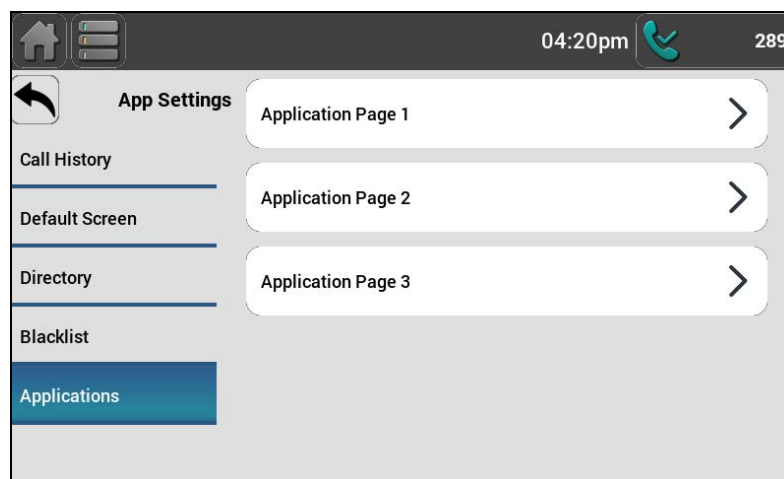 04:20pm 289
App Settings
Call History
Default Screen
Directory
Blacklist
Applications
Application Page 1
Application Page 2
Application Page 3